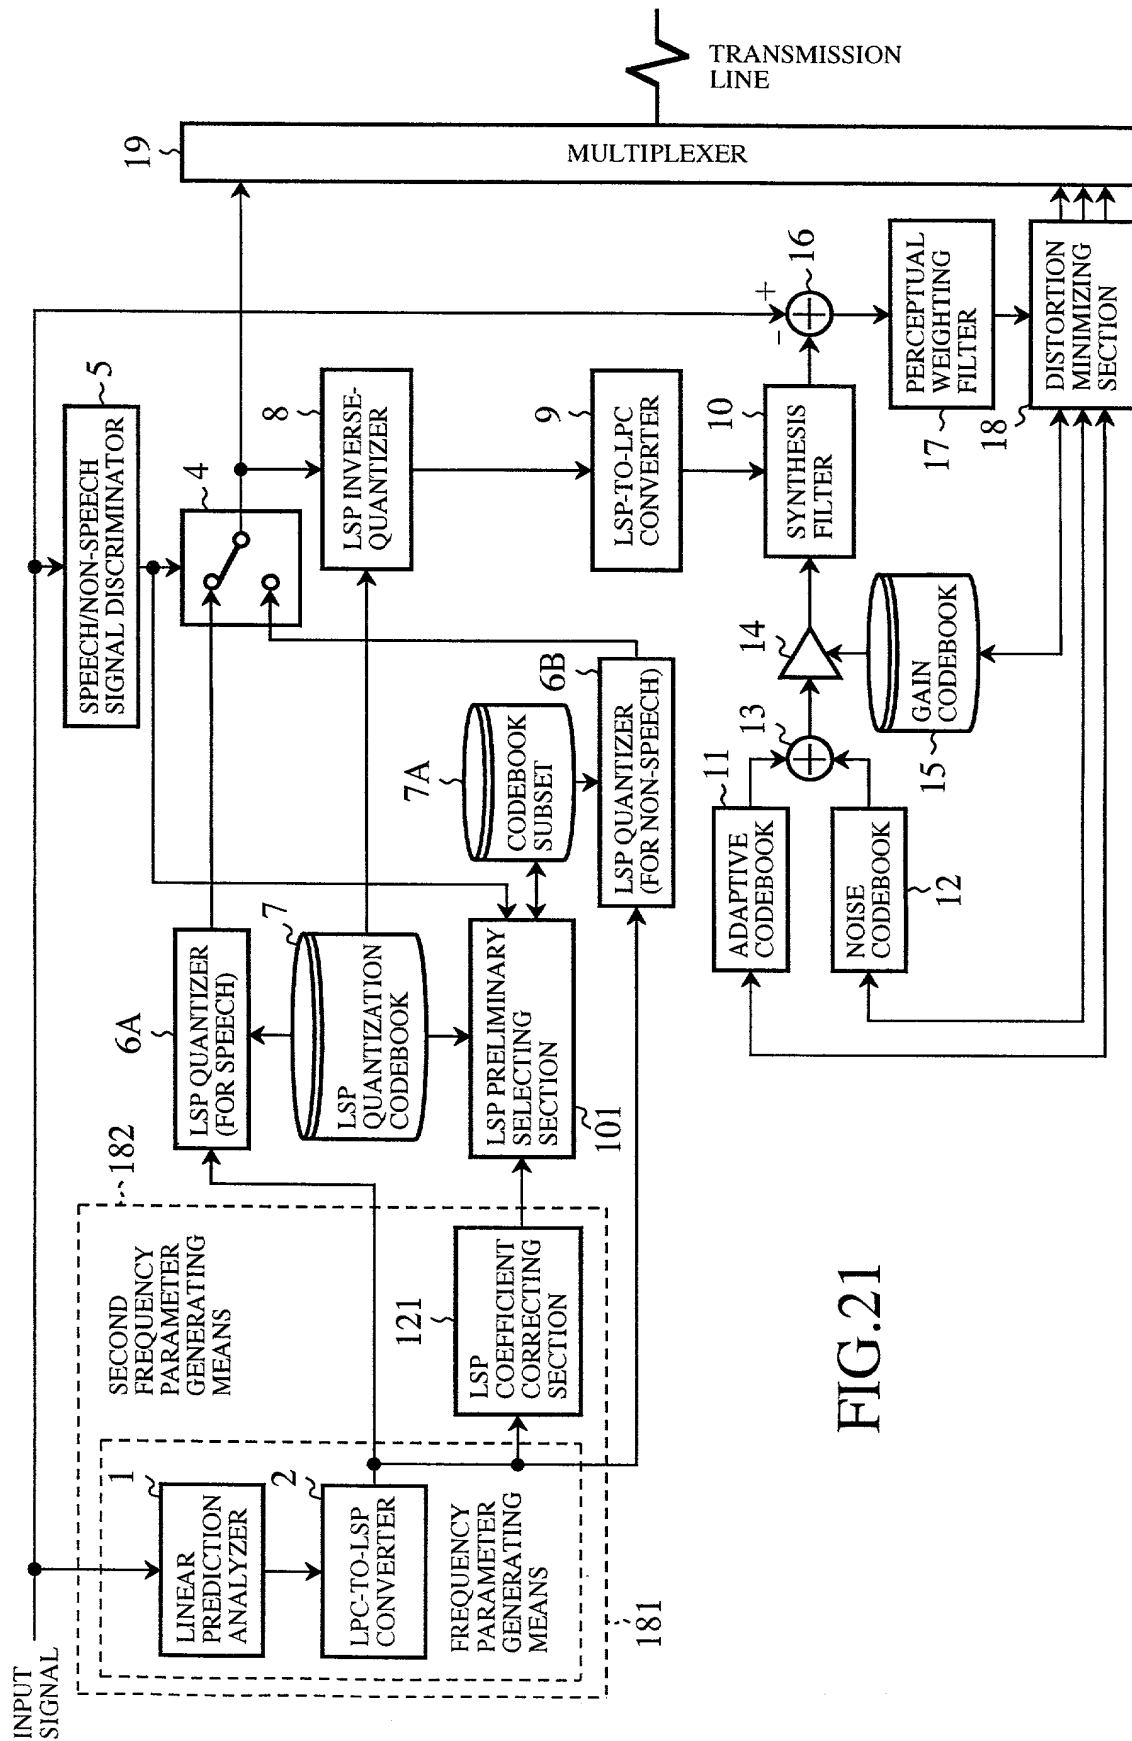 INPUT
SIGNAL
1
LINEAR
PREDICTION
ANALYZER
2
LPC-TO-LSP
CONVERTER
FREQUENCY
PARAMETER
GENERATING
MEANS
181
SECOND
FREQUENCY
PARAMETER
GENERATING
MEANS
182
121
LSP
COEFFICIENT
CORRECTING
SECTION
6A
LSP QUANTIZER
(FOR SPEECH)
7
LSP
QUANTIZATION
CODEBOOK
LSP PRELIMINARY
SELECTING
SECTION
101
7A
CODEBOOK
SUBSET
6B
LSP QUANTIZER
(FOR NON-SPEECH)
5
SPEECH/NON-SPEECH
SIGNAL DISCRIMINATOR
4
8
LSP INVERSE-
QUANTIZER
9
LSP-TO-LPC
CONVERTER
10
SYNTHESIS
FILTER
11
ADAPTIVE
CODEBOOK
NOISE
CODEBOOK
12
13
14
GAIN
CODEBOOK
15
+
-
16
PERCEPTUAL
WEIGHTING
FILTER
17
DISTORTION
MINIMIZING
SECTION
18
19
MULTIPLEXER
TRANSMISSION
LINE
FIG.21